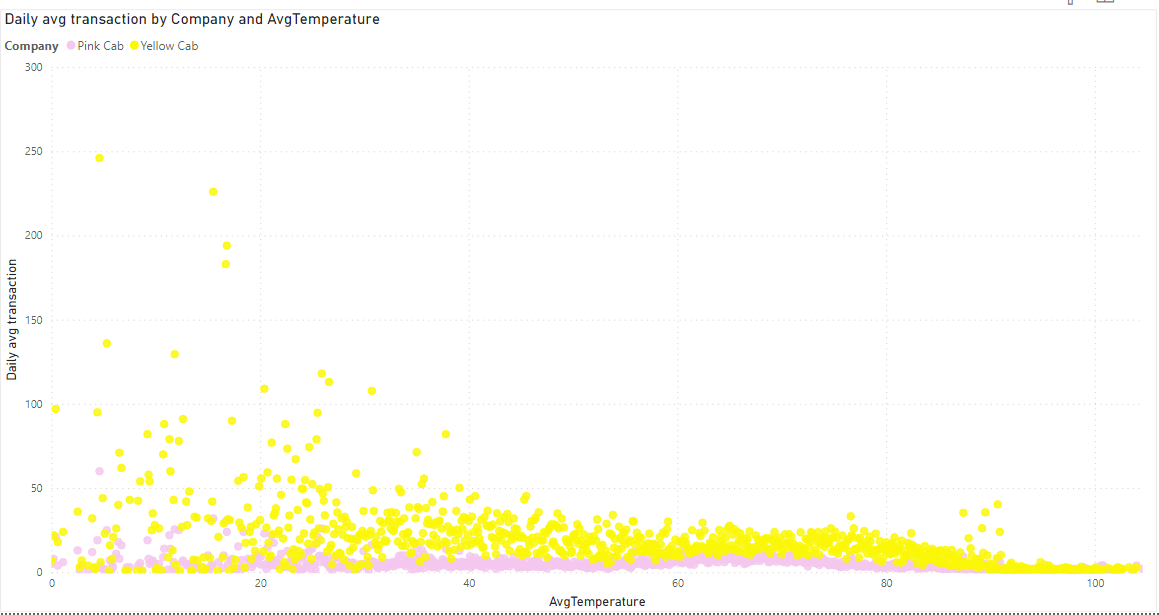 Daily avg transaction by Company and AvgTemperature
Company Pink Cab Yellow Cab
300
250
200
150
100
50
0
Daily avg transaction
0 20 40 60 80 100
AvgTemperature